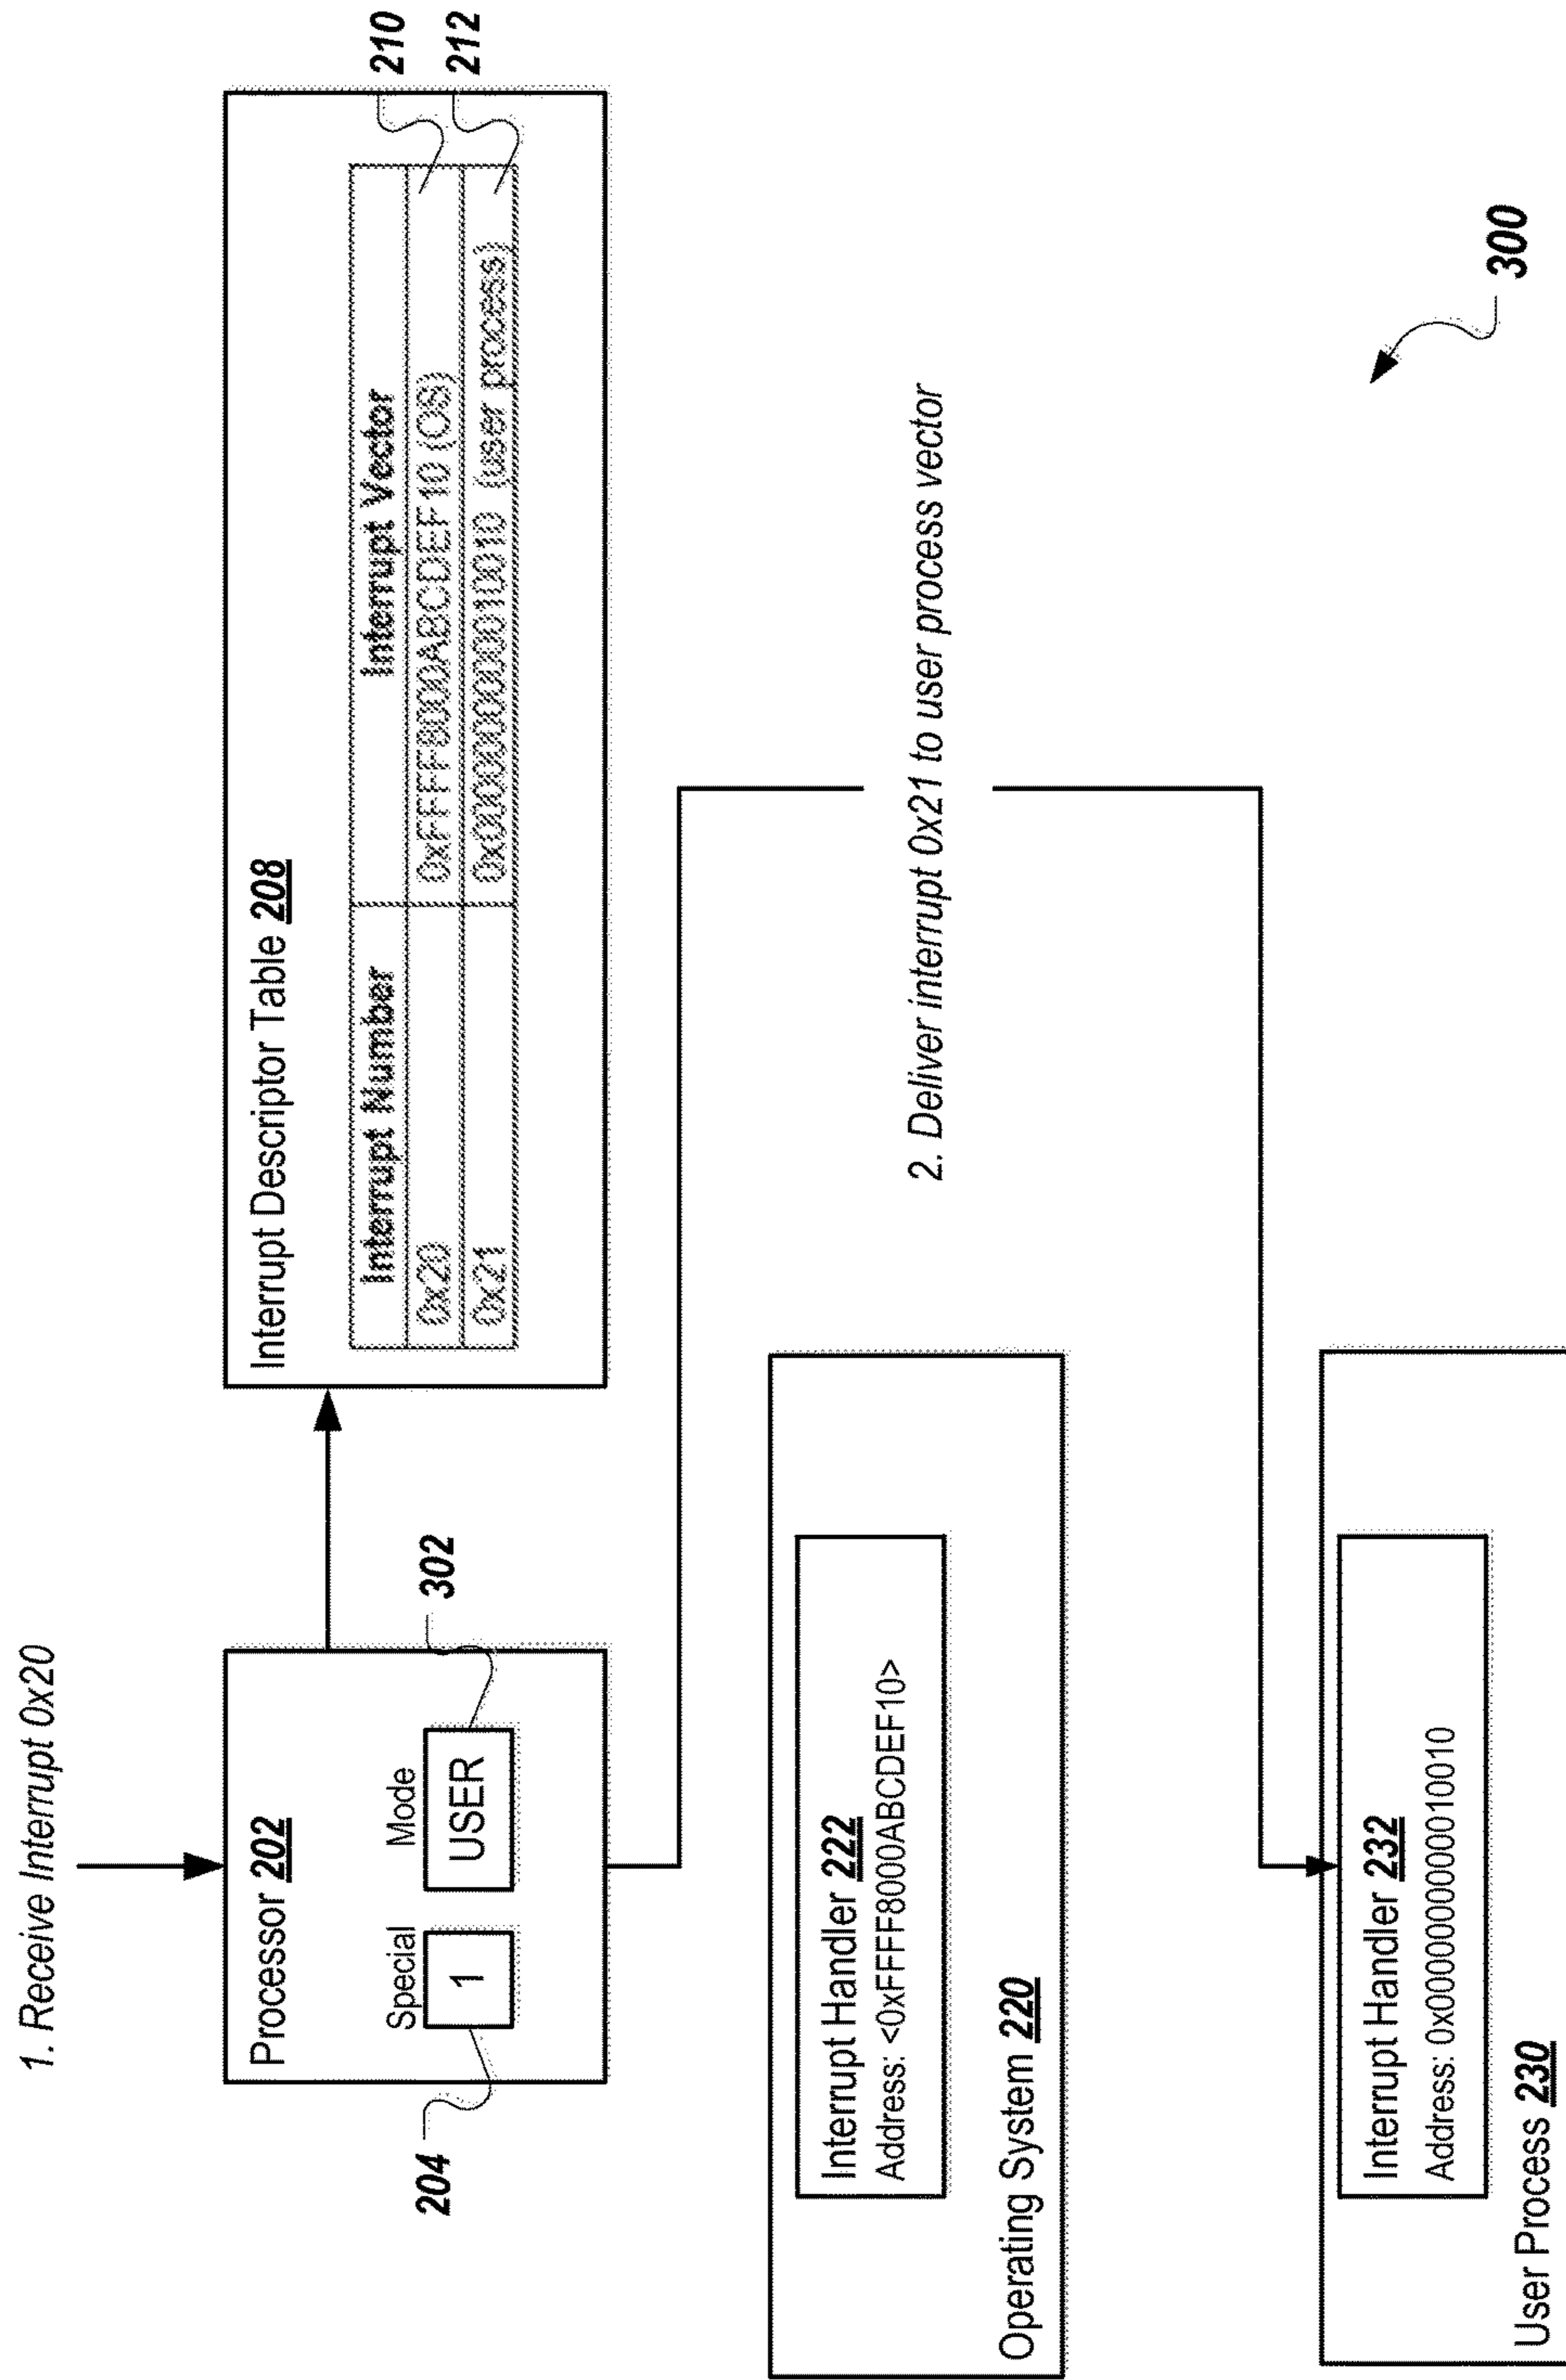 1. Receive Interrupt 0x20
Processor 202
Special
Mode
1
USER
204
302
Interrupt Descriptor Table 208
Interrupt Number
Interrupt Vector
0x20
0xFFFF8000ABCDEF10 (OS)
0x21
0x0000000000010010 (user process)
210
212
Interrupt Handler 222
Address: <0xFFFF8000ABCDEF10>
Operating System 220
2. Deliver interrupt 0x21 to user process vector
Interrupt Handler 232
Address: 0x0000000000010010
User Process 230
300